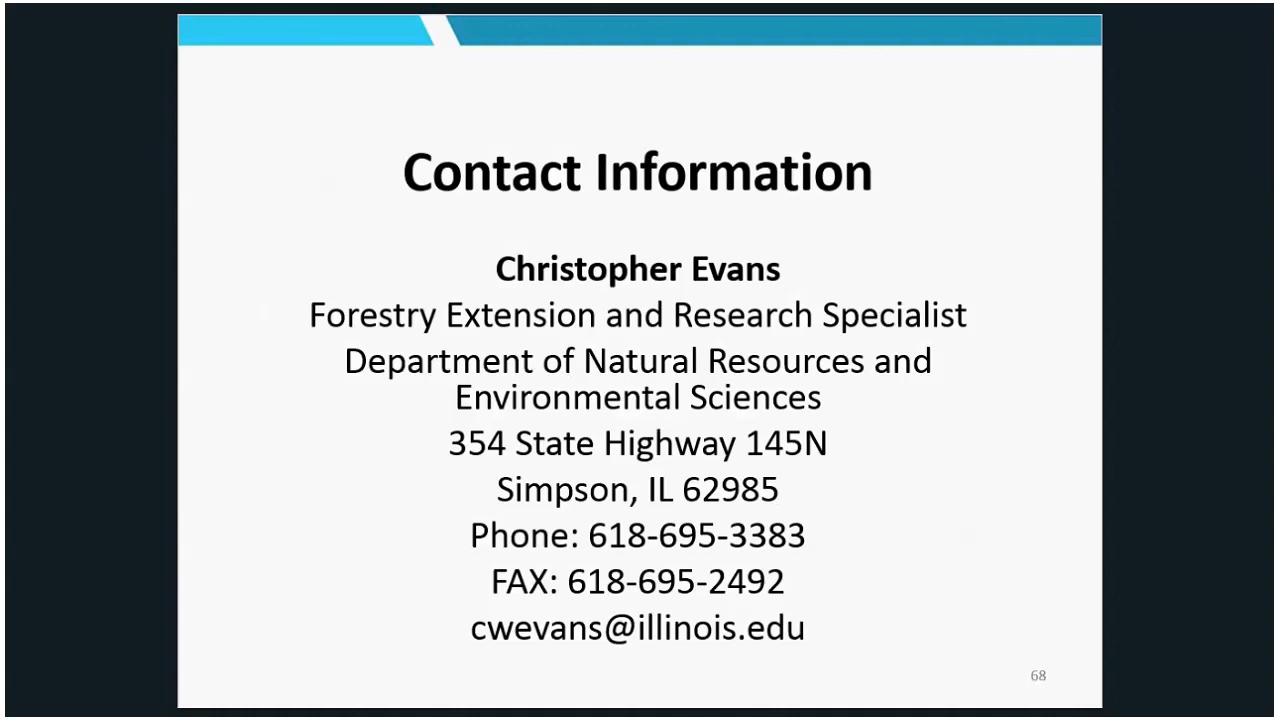 Contact Information
Christopher Evans
Forestry Extension and Research Specialist
Department of Natural Resources and
Environmental Sciences
354 State Highway 145N
Simpson, IL 62985
Phone: 618-695-3383
FAX: 618-695-2492
cwevans@illinois.edu
68